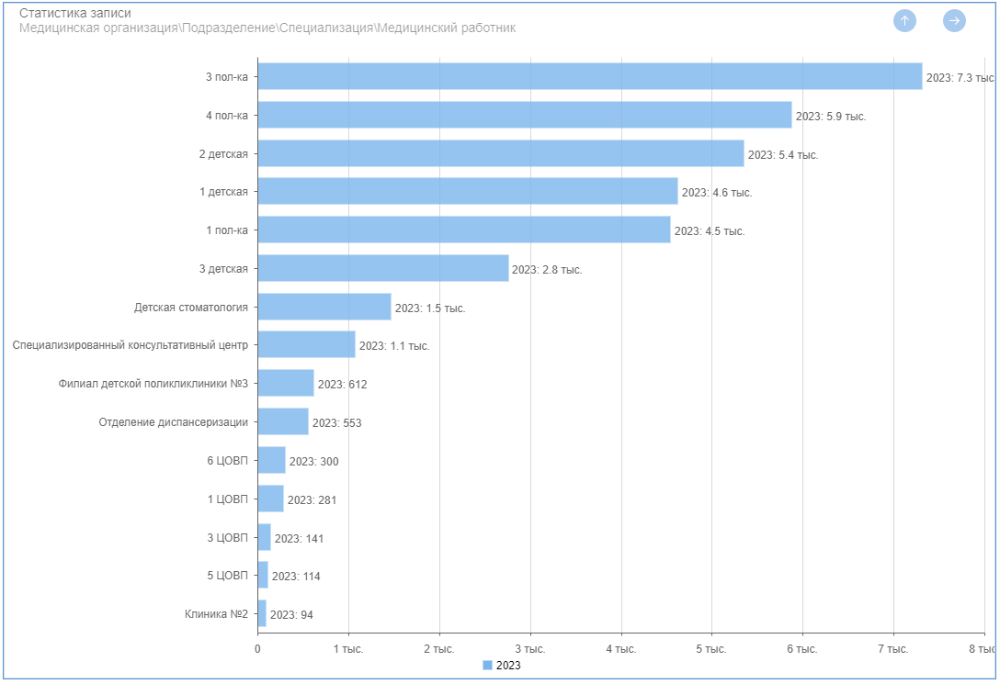 Статистика записи
Медицинская организация\Подразделение\Специализация\Медицинский работник
3 пол-ка 2023: 7.3 тыс
4 пол-ка 2023: 5.9 тыс.
2 детская 2023: 5.4 тыс.
1 детская 2023: 4.6 тыс.
1 пол-ка 2023: 4.5 тыс.
3 детская 2023: 2.8 тыс.
Детская стоматология 2023: 1.5 тыс.
Специализированный консультативный центр 2023: 1.1 тыс.
Филиал детской поликликлиники №3 2023: 612
Отделение диспансеризации 2023: 553
6 ЦОВП 2023: 300
1 ЦОВП 2023: 281
3 ЦОВП 2023: 141
5 ЦОВП 2023: 114
Клиника №2 2023: 94
0 1 тыс. 2 тыс. 3 тыс. 4 тыс. 5 тыс. 6 тыс. 7 тыс. 8 тыс
2023